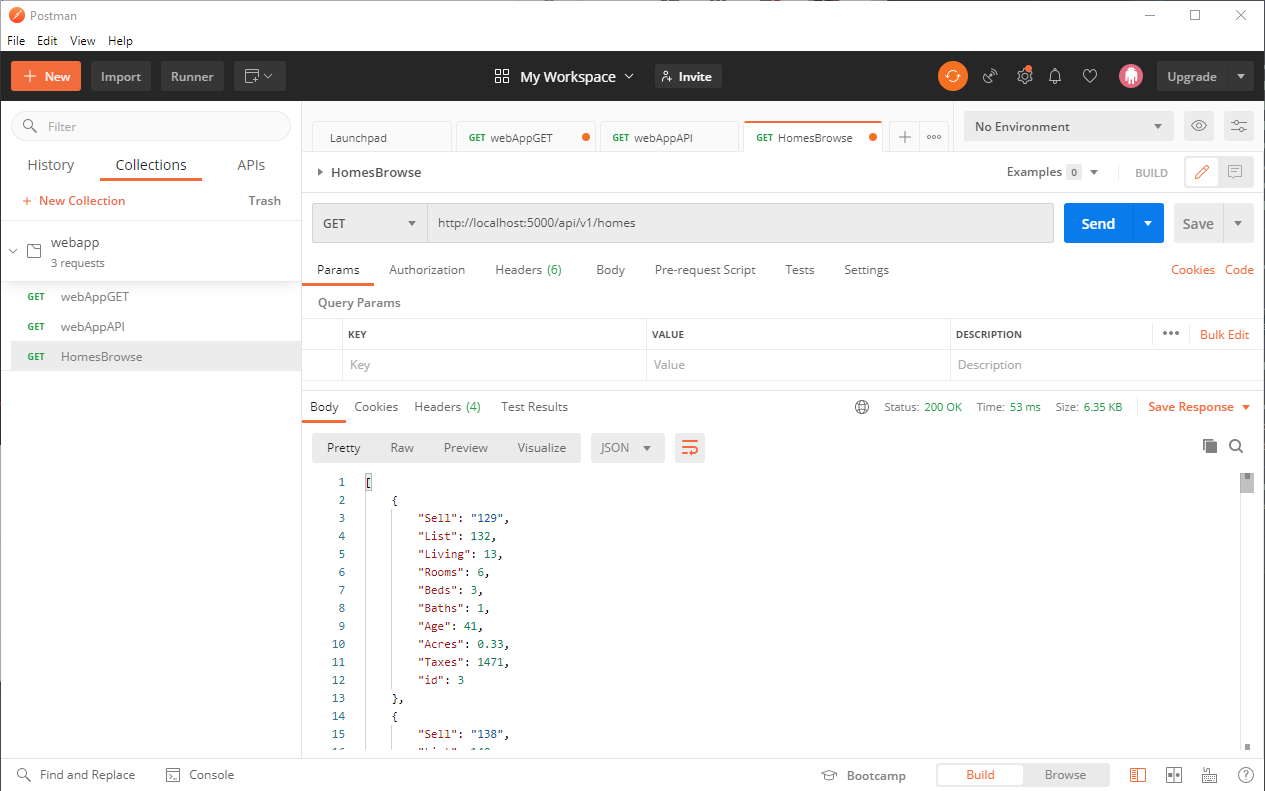 Postman
File Edit View Help
+ New Import Runner My Workspace Invite Upgrade
Filter
History Collections APIs
+ New Collection Trash
webapp
3 requests
GET webAppGET
GET webAppAPI
GET HomesBrowse
Launchpad GET webAppGET GET webAppAPI GET HomesBrowse + ••• No Environment
HomesBrowse Examples 0 BUILD
GET http://localhost:5000/api/v1/homes Send Save
Params Authorization Headers (6) Body Pre-request Script Tests Settings Cookies Code
Query Params
KEY VALUE DESCRIPTION ••• Bulk Edit
Key Value Description
Body Cookies Headers (4) Test Results Status: 200 OK Time: 53 ms Size: 6.35 KB Save Response
Pretty Raw Preview Visualize JSON
1 [
2 {
3 "Sell": "129",
4 "List": 132,
5 "Living": 13,
6 "Rooms": 6,
7 "Beds": 3,
8 "Baths": 1,
9 "Age": 41,
10 "Acres": 0.33,
11 "Taxes": 1471,
12 "id": 3
13 },
14 {
15 "Sell": "138",
Find and Replace Console Bootcamp Build Browse ?